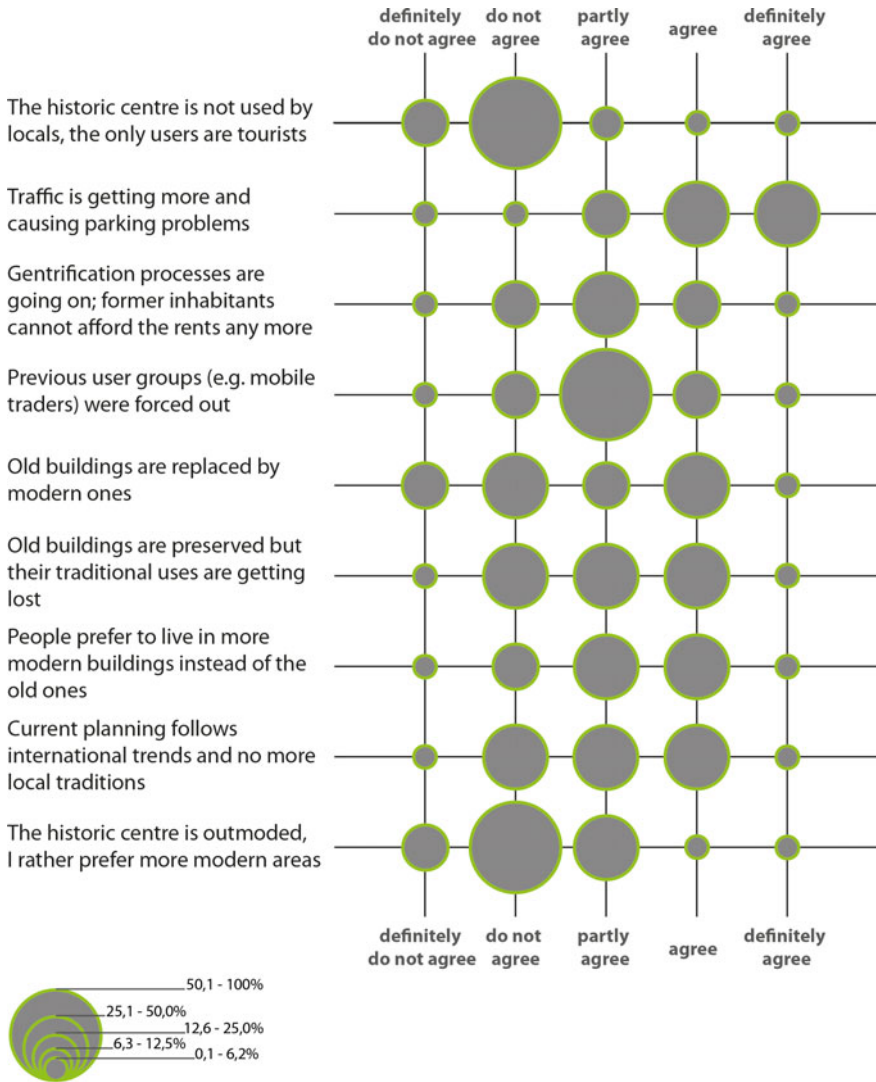 definitely
do not agree
do not
agree
partly
agree
agree
definitely
agree
The historic centre is not used by
locals, the only users are tourists
Traffic is getting more and
causing parking problems
Gentrification processes are
going on; former inhabitants
cannot afford the rents any more
Previous user groups (e.g. mobile
traders) were forced out
Old buildings are replaced by
modern ones
Old buildings are preserved but
their traditional uses are getting
lost
People prefer to live in more
modern buildings instead of the
old ones
Current planning follows
international trends and no more
local traditions
The historic centre is outmoded,
I rather prefer more modern areas
definitely
do not agree
do not
agree
partly
agree
agree
definitely
agree
50,1 - 100%
25,1 - 50,0%
12,6 - 25,0%
6,3 - 12,5%
0,1 - 6,2%